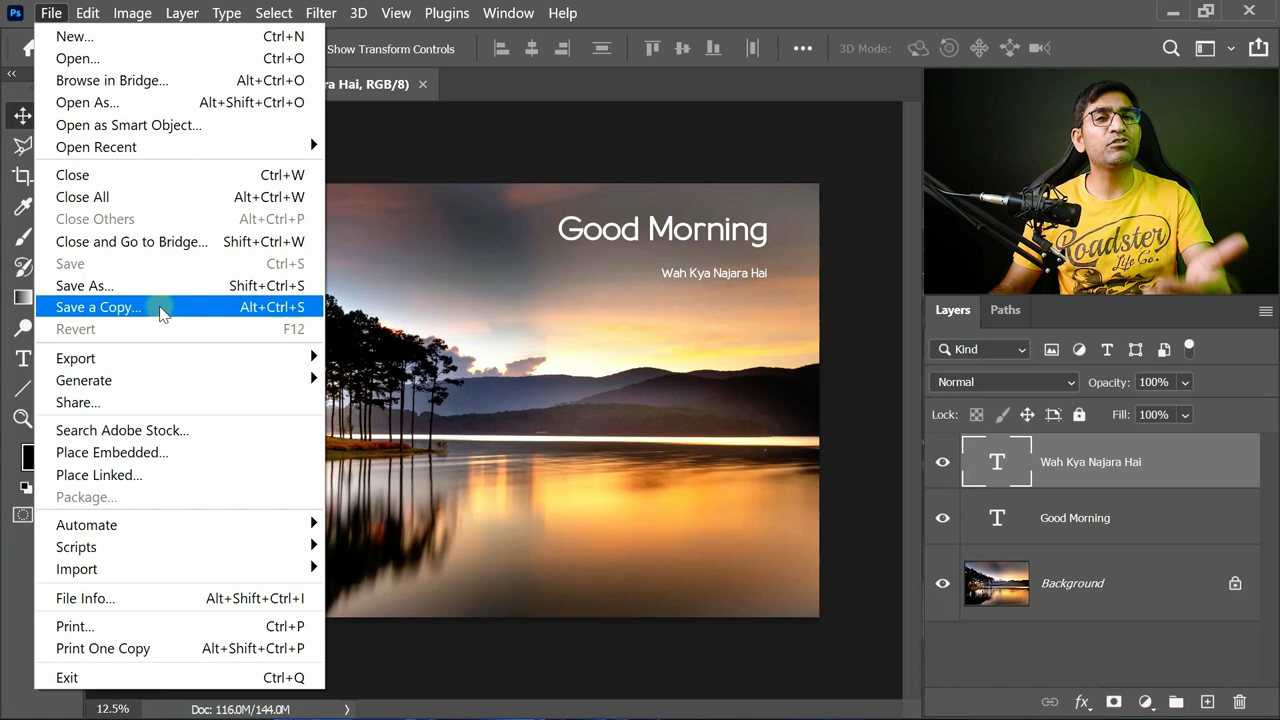 Ps File Edit Image Layer Type Select Filter 3D View Plugins Window Help
Show Transform Controls ••• 3D Mode:
ra Hai, RGB/8)
New... Ctrl+N
Open... Ctrl+O
Browse in Bridge... Alt+Ctrl+O
Open As... Alt+Shift+Ctrl+O
Open as Smart Object...
Open Recent
Close Ctrl+W
Close All Alt+Ctrl+W
Close Others Alt+Ctrl+P
Close and Go to Bridge... Shift+Ctrl+W
Save Ctrl+S
Save As... Shift+Ctrl+S
Save a Copy... Alt+Ctrl+S
Revert F12
Export
Generate
Share...
Search Adobe Stock...
Place Embedded...
Place Linked...
Package...
Automate
Scripts
Import
File Info... Alt+Shift+Ctrl+I
Print... Ctrl+P
Print One Copy Alt+Shift+Ctrl+P
Exit Ctrl+Q
Good Morning
Wah Kya Najara Hai
Roadster
Life Co.
Layers Paths
Kind
Normal Opacity: 100%
Lock: Fill: 100%
T Wah Kya Najara Hai
T Good Morning
Background
12.5% Doc: 116.0M/144.0M
fx